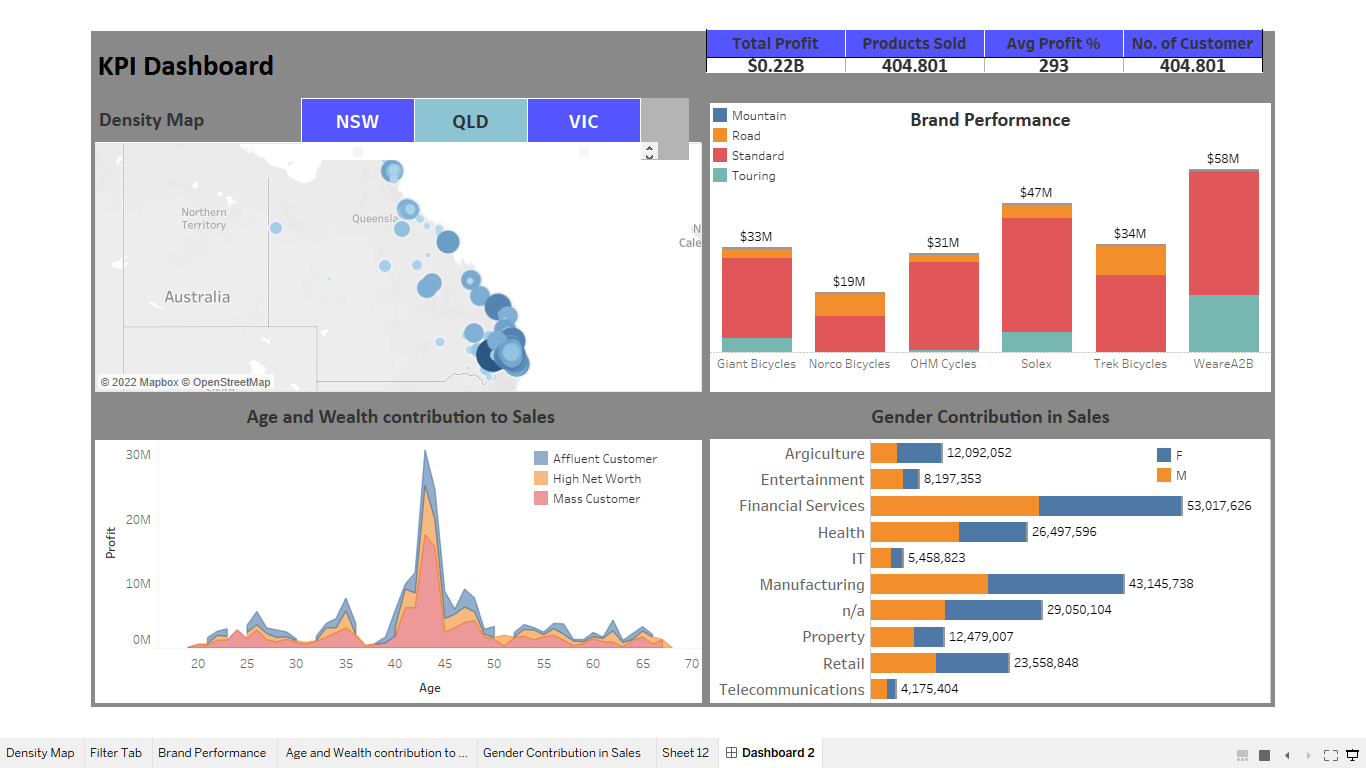 KPI Dashboard
Total Profit Products Sold Avg Profit % No. of Customer
$0.22B 404.801 293 404.801
Density Map
NSW QLD VIC
Northern
Territory
Australia
© 2022 Mapbox © OpenStreetMap
Brand Performance
Mountain
Road
Standard
Touring
$33M
$19M
$31M
$47M
$34M
$58M
Giant Bicycles Norco Bicycles OHM Cycles Solex Trek Bicycles WeareA2B
Age and Wealth contribution to Sales
Affluent Customer
High Net Worth
Mass Customer
Profit
30M
20M
10M
0M
20 25 30 35 40 45 50 55 60 65 70
Age
Gender Contribution in Sales
F
M
Argiculture 12,092,052
Entertainment 8,197,353
Financial Services 53,017,626
Health 26,497,596
IT 5,458,823
Manufacturing 43,145,738
n/a 29,050,104
Property 12,479,007
Retail 23,558,848
Telecommunications 4,175,404
Density Map Filter Tab Brand Performance Age and Wealth contribution to ... Gender Contribution in Sales Sheet 12 Dashboard 2